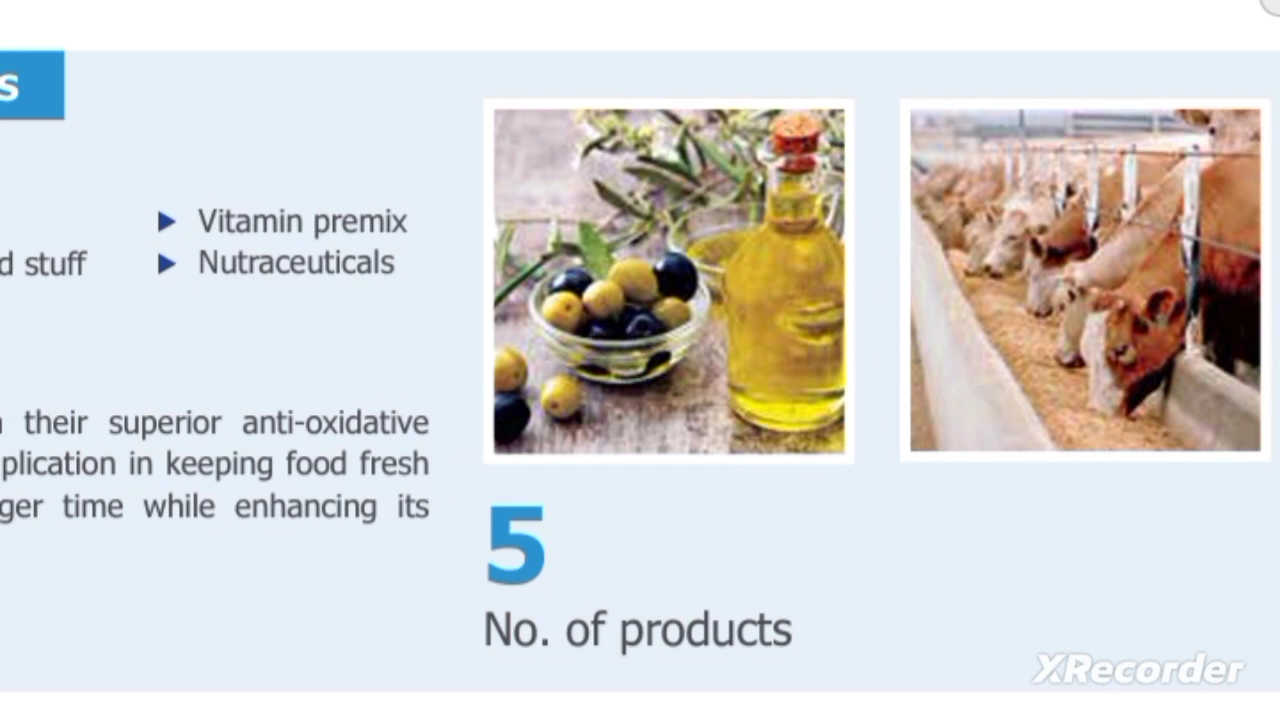 s
Vitamin premix
d stuff
Nutraceuticals
their superior anti-oxidative
plication in keeping food fresh
ger time while enhancing its
5
No. of products
XRecorder